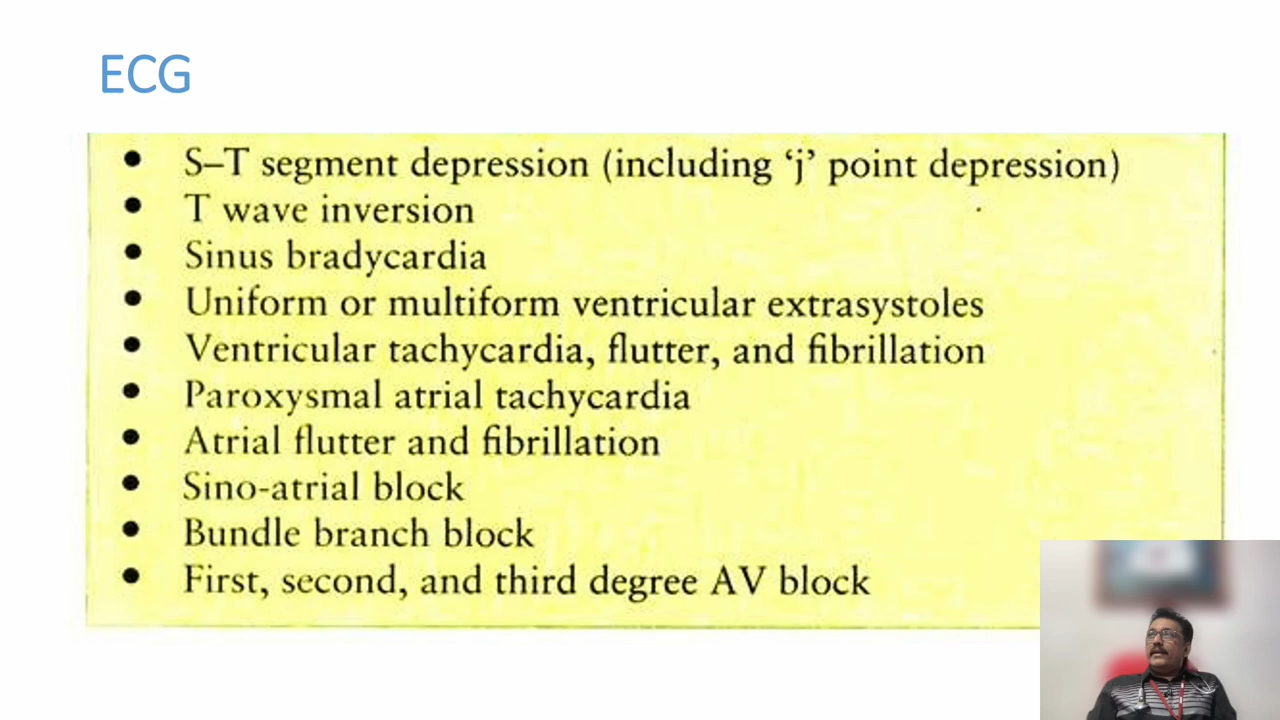 ECG
• S–T segment depression (including ‘j’ point depression)
• T wave inversion
• Sinus bradycardia
• Uniform or multiform ventricular extrasystoles
• Ventricular tachycardia, flutter, and fibrillation
• Paroxysmal atrial tachycardia
• Atrial flutter and fibrillation
• Sino-atrial block
• Bundle branch block
• First, second, and third degree AV block